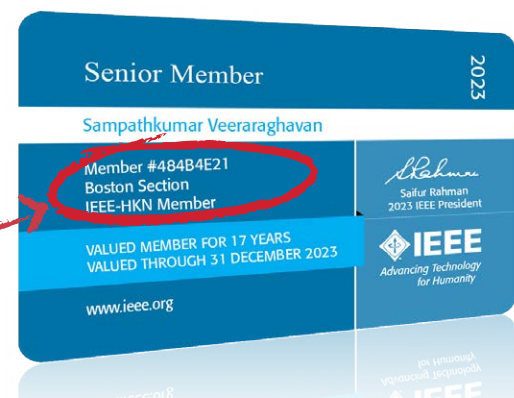 Senior Member
2023
Sampathkumar Veeraraghavan
Member #484B4E21
Boston Section
IEEE-HKN Member
Saifur Rahman
2023 IEEE President
VALUED MEMBER FOR 17 YEARS
VALUED THROUGH 31 DECEMBER 2023
IEEE
Advancing Technology
for Humanity
www.ieee.org